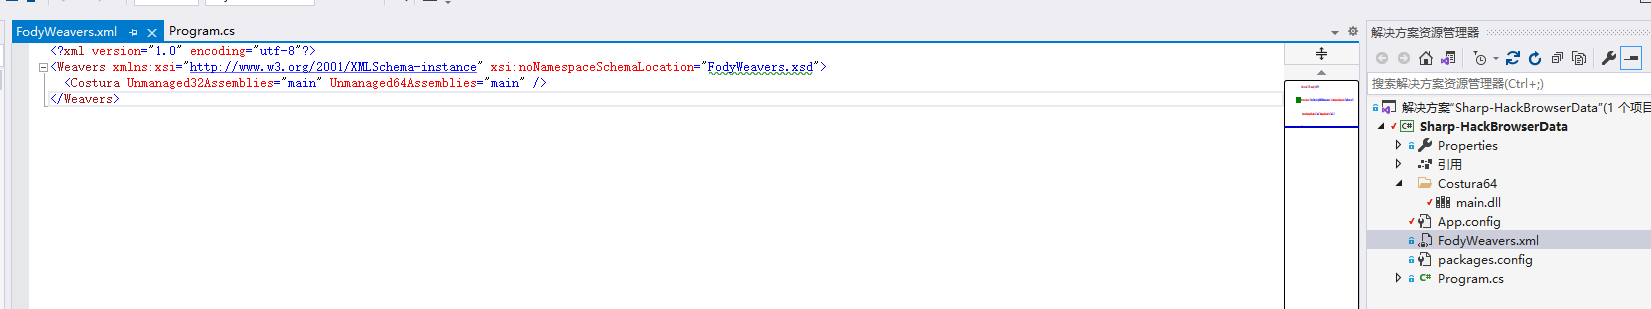 FodyWeavers.xml
Program.cs
<?xml version="1.0" encoding="utf-8"?>
<Weavers xmlns:xsi="http://www.w3.org/2001/XMLSchema-instance" xsi:noNamespaceSchemaLocation="FodyWeavers.xsd">
<Costura Unmanaged32Assemblies="main" Unmanaged64Assemblies="main" />
</Weavers>
解决方案资源管理器
搜索解决方案资源管理器(Ctrl+;)
解决方案"Sharp-HackBrowserData"(1 个项目
Sharp-HackBrowserData
Properties
引用
Costura64
main.dll
App.config
FodyWeavers.xml
packages.config
Program.cs